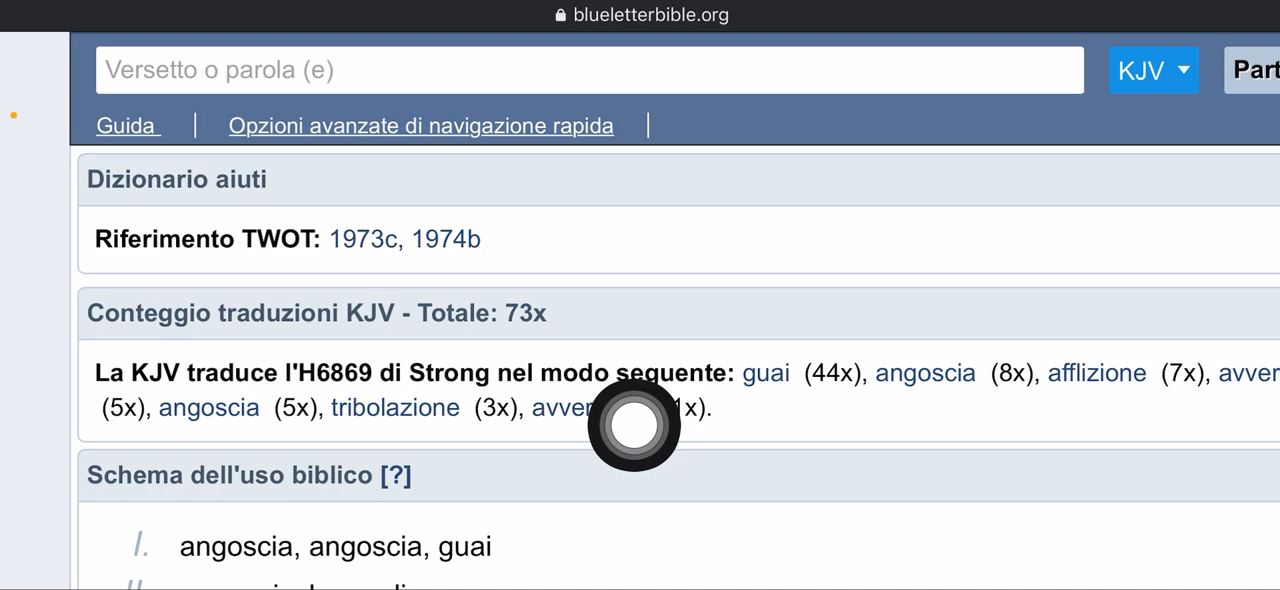 blueletterbible.org
Versetto o parola (e)
KJV
Part
Guida
Opzioni avanzate di navigazione rapida
Dizionario aiuti
Riferimento TWOT: 1973c, 1974b
Conteggio traduzioni KJV - Totale: 73x
La KJV traduce l'H6869 di Strong nel modo seguente: guai (44x), angoscia (8x), afflizione (7x), avver
(5x), angoscia (5x), tribolazione (3x), avver 1x).
Schema dell'uso biblico [?]
I. angoscia, angoscia, guai
II.